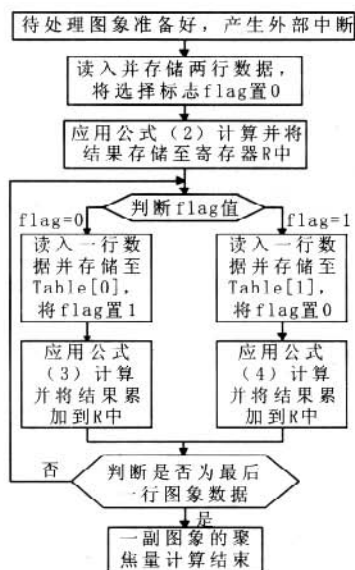 待处理图象准备好，产生外部中断
读入并存储两行数据，
将选择标志flag置0
应用公式（2）计算并将
结果存储至寄存器R中
判断flag值
flag=0
flag=1
读入一行数
据并存储至
Table[0]，
将flag置1
读入一行数
据并存储至
Table[1]，
将flag置0
应用公式
（3）计算
并将结果累
加到R中
应用公式
（4）计算
并将结果累
加到R中
否
判断是否为最后
一行图象数据
是
一副图象的聚
焦量计算结束